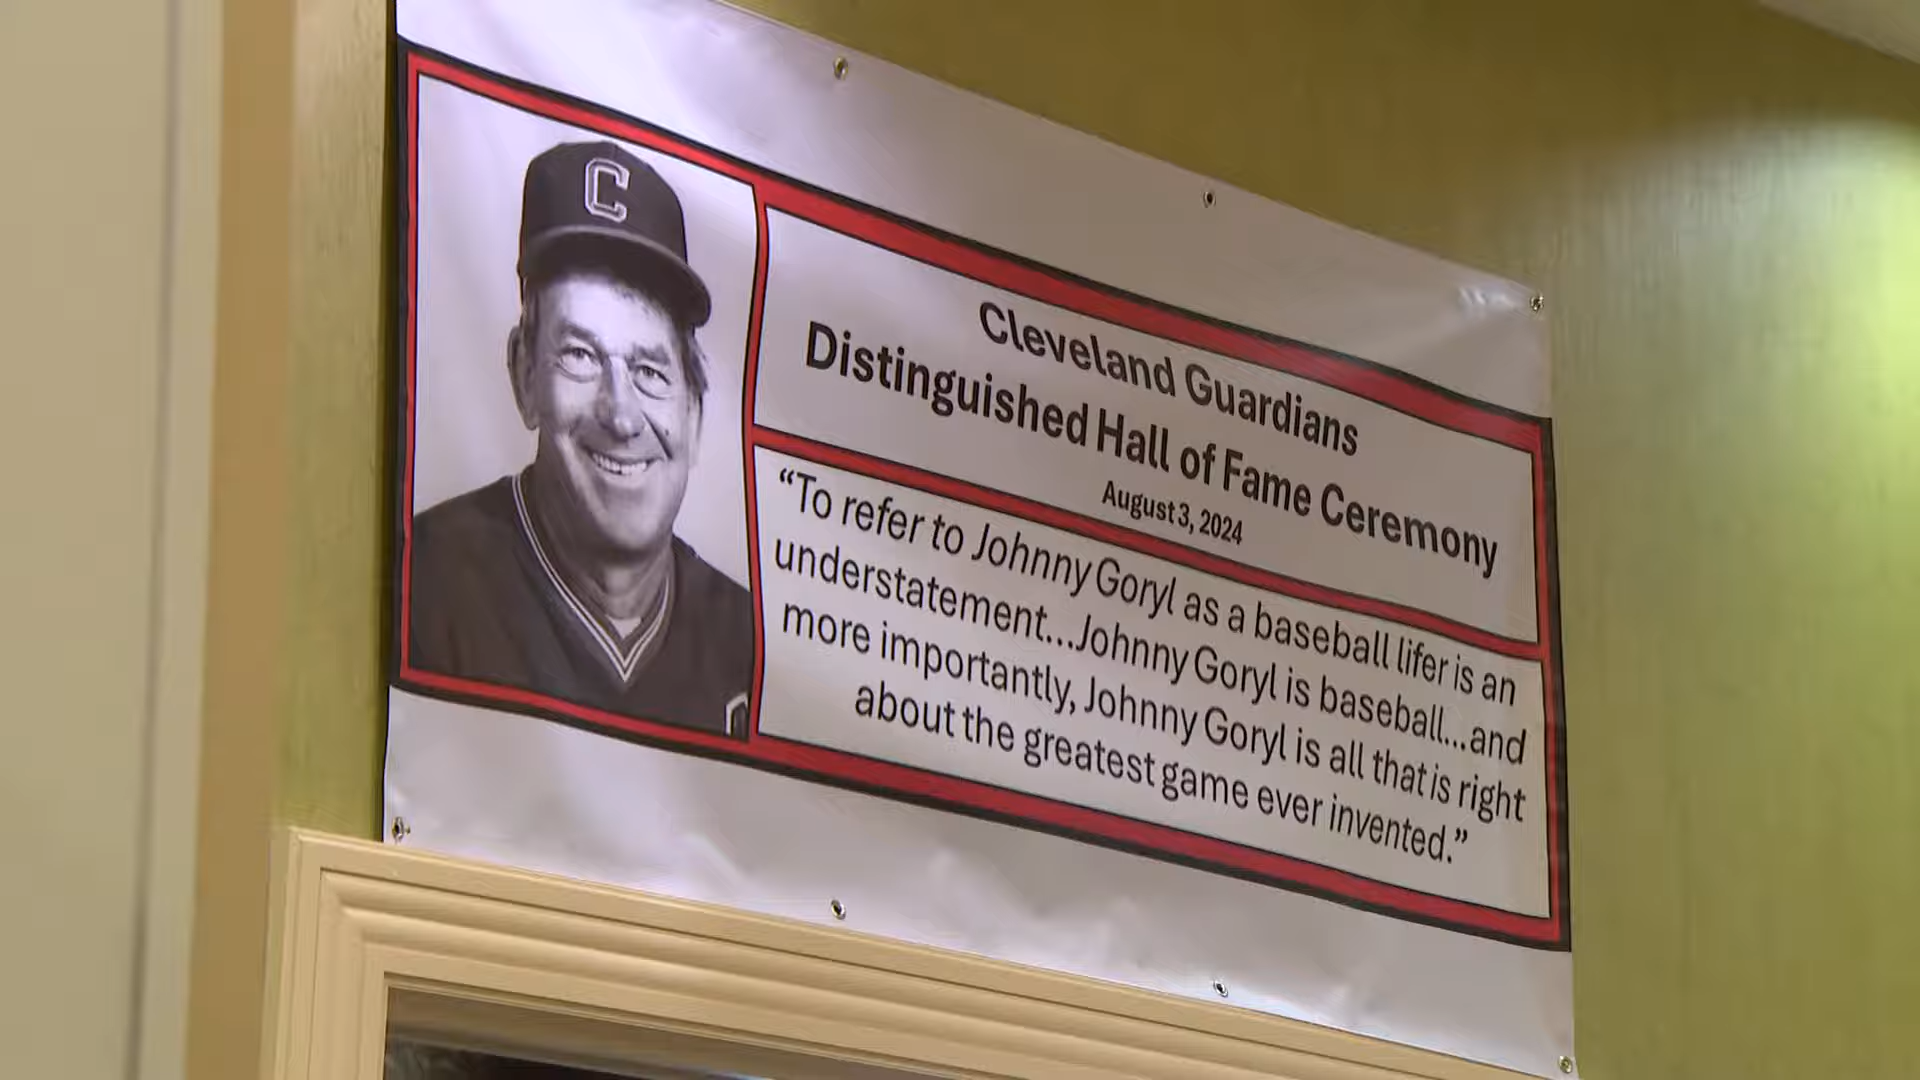 C
Cleveland Guardians
Distinguished Hall of Fame Ceremony
August 3, 2024
“To refer to Johnny Goryl as a baseball lifer is an
understatement...Johnny Goryl is baseball...and
more importantly, Johnny Goryl is all that is right
about the greatest game ever invented.”